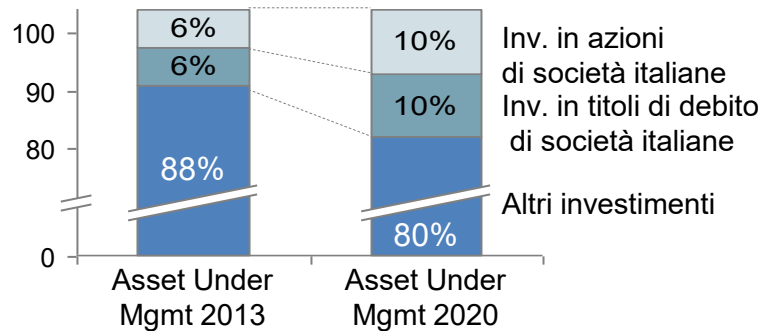 100
90
80
0
6%
6%
88%
10%
10%
80%
Inv. in azioni
di società italiane
Inv. in titoli di debito
di società italiane
Altri investimenti
Asset Under
Mgmt 2013
Asset Under
Mgmt 2020